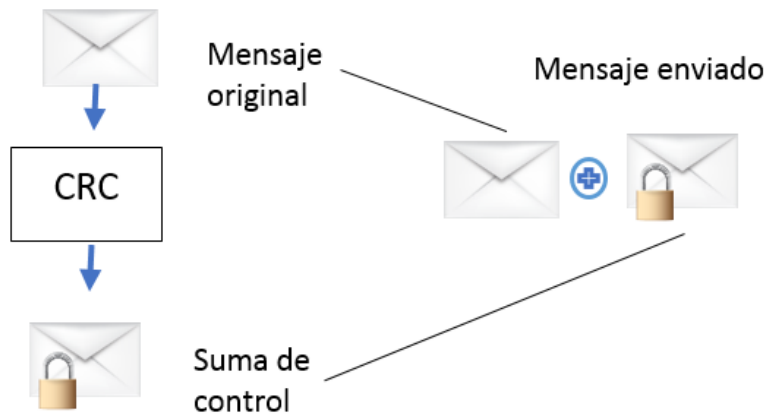 Mensaje
original
Mensaje enviado
CRC
Suma de
control